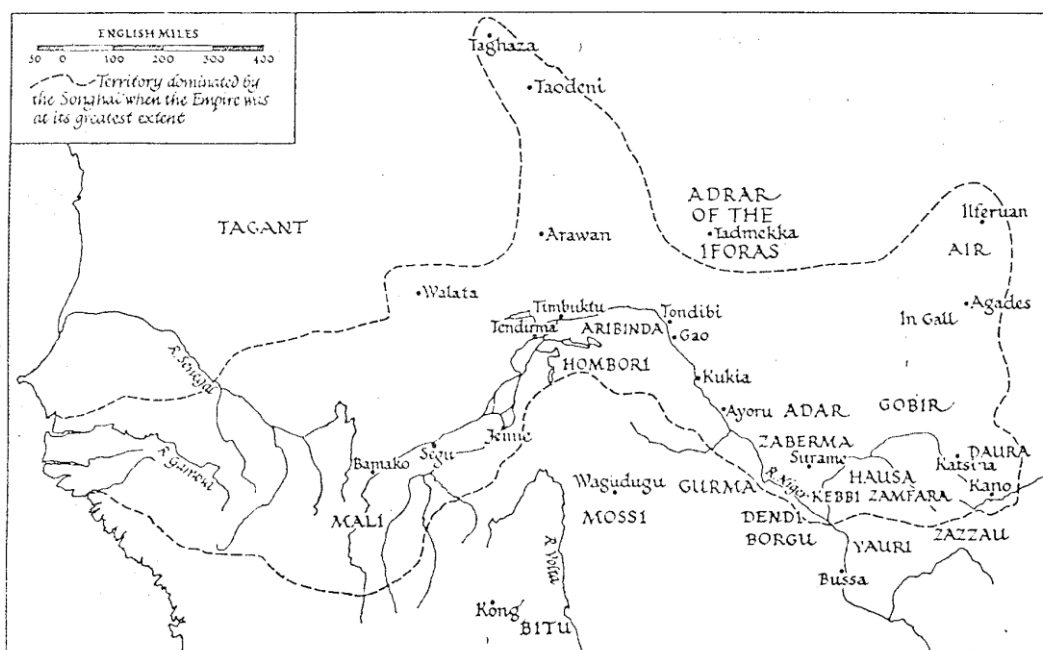 ENGLISH MILES
50 0 100 200 300 400
Territory dominated by
the Songhai when the Empire was
at its greatest extent
Taghaza
Taodeni
ADRAR
OF THE
Tadmekka
IFORAS
Ilferuan
TAGANT
Arawan
AIR
Walata
Agades
In Gall
Timbuktu
Tondibi
Tendirma
ARIBINDA
Gao
HOMBORI
R. Senegal
Kukia
Ayoru
ADAR
GOBIR
Jenne
Segu
ZABERMA
DAURA
R. Gambia
Surame
Katsina
Bamako
HAUSA
Kano
Wagudugu
GURMA
R. Niger
KEBBI
ZAMFARA
MALI
MOSSI
DENDI
ZAZZAU
BORGU
YAURI
R. Volta
Bussa
Kong
BITU